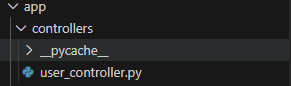 app
controllers
__pycache__
user_controller.py